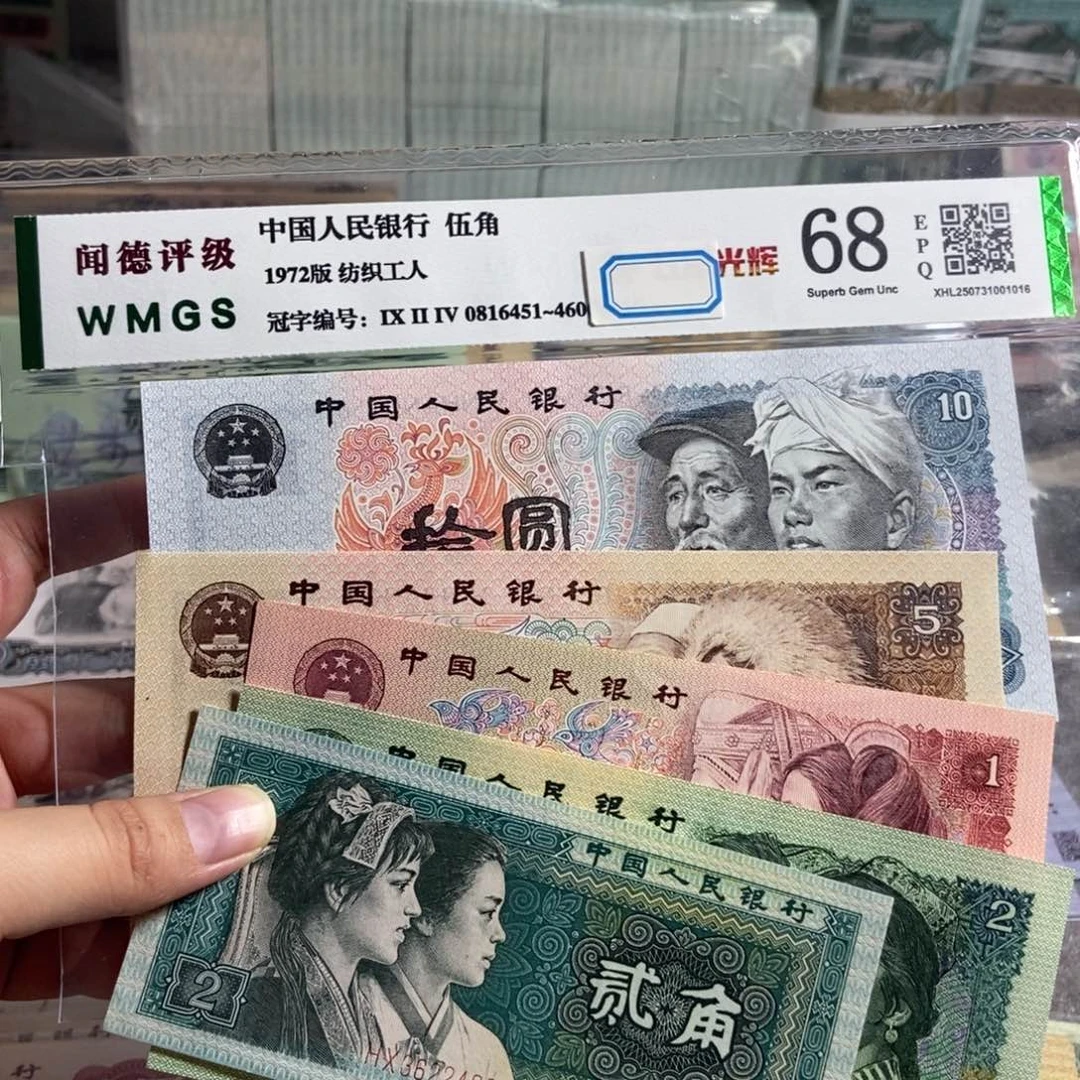 闻德评级
WMGS
中国人民银行 伍角
1972版 纺织工人
冠字编号：IX II IV 0816451~460
光辉
68
Superb Gem Unc
EPQ
XHL250731001016
中国人民银行
10
拾圆
中国人民银行
5
中国人民银行
1
中国人民银行
2
中国人民银行
贰角
2